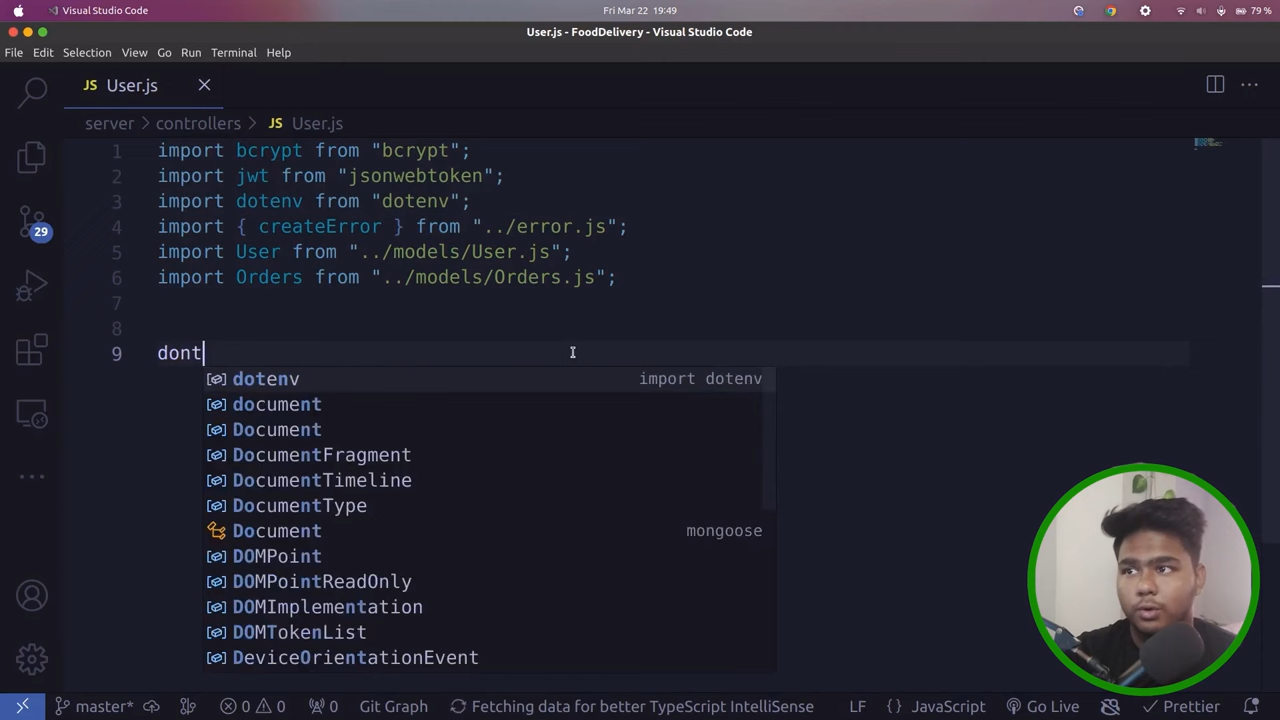 Visual Studio Code
Fri Mar 22 19:49
79 %
User.js - FoodDelivery - Visual Studio Code
File Edit Selection View Go Run Terminal Help
JS User.js
server > controllers > JS User.js
1 import bcrypt from "bcrypt";
2 import jwt from "jsonwebtoken";
3 import dotenv from "dotenv";
4 import { createError } from "../error.js";
5 import User from "../models/User.js";
6 import Orders from "../models/Orders.js";
7
8
9 dont
29
dotenv import dotenv
document
Document
DocumentFragment
DocumentTimeline
DocumentType
Document mongoose
DOMPoint
DOMPointReadOnly
DOMImplementation
DOMTokenList
DeviceOrientationEvent
master* 0 0 0 Git Graph Fetching data for better TypeScript IntelliSense LF {} JavaScript Go Live Prettier